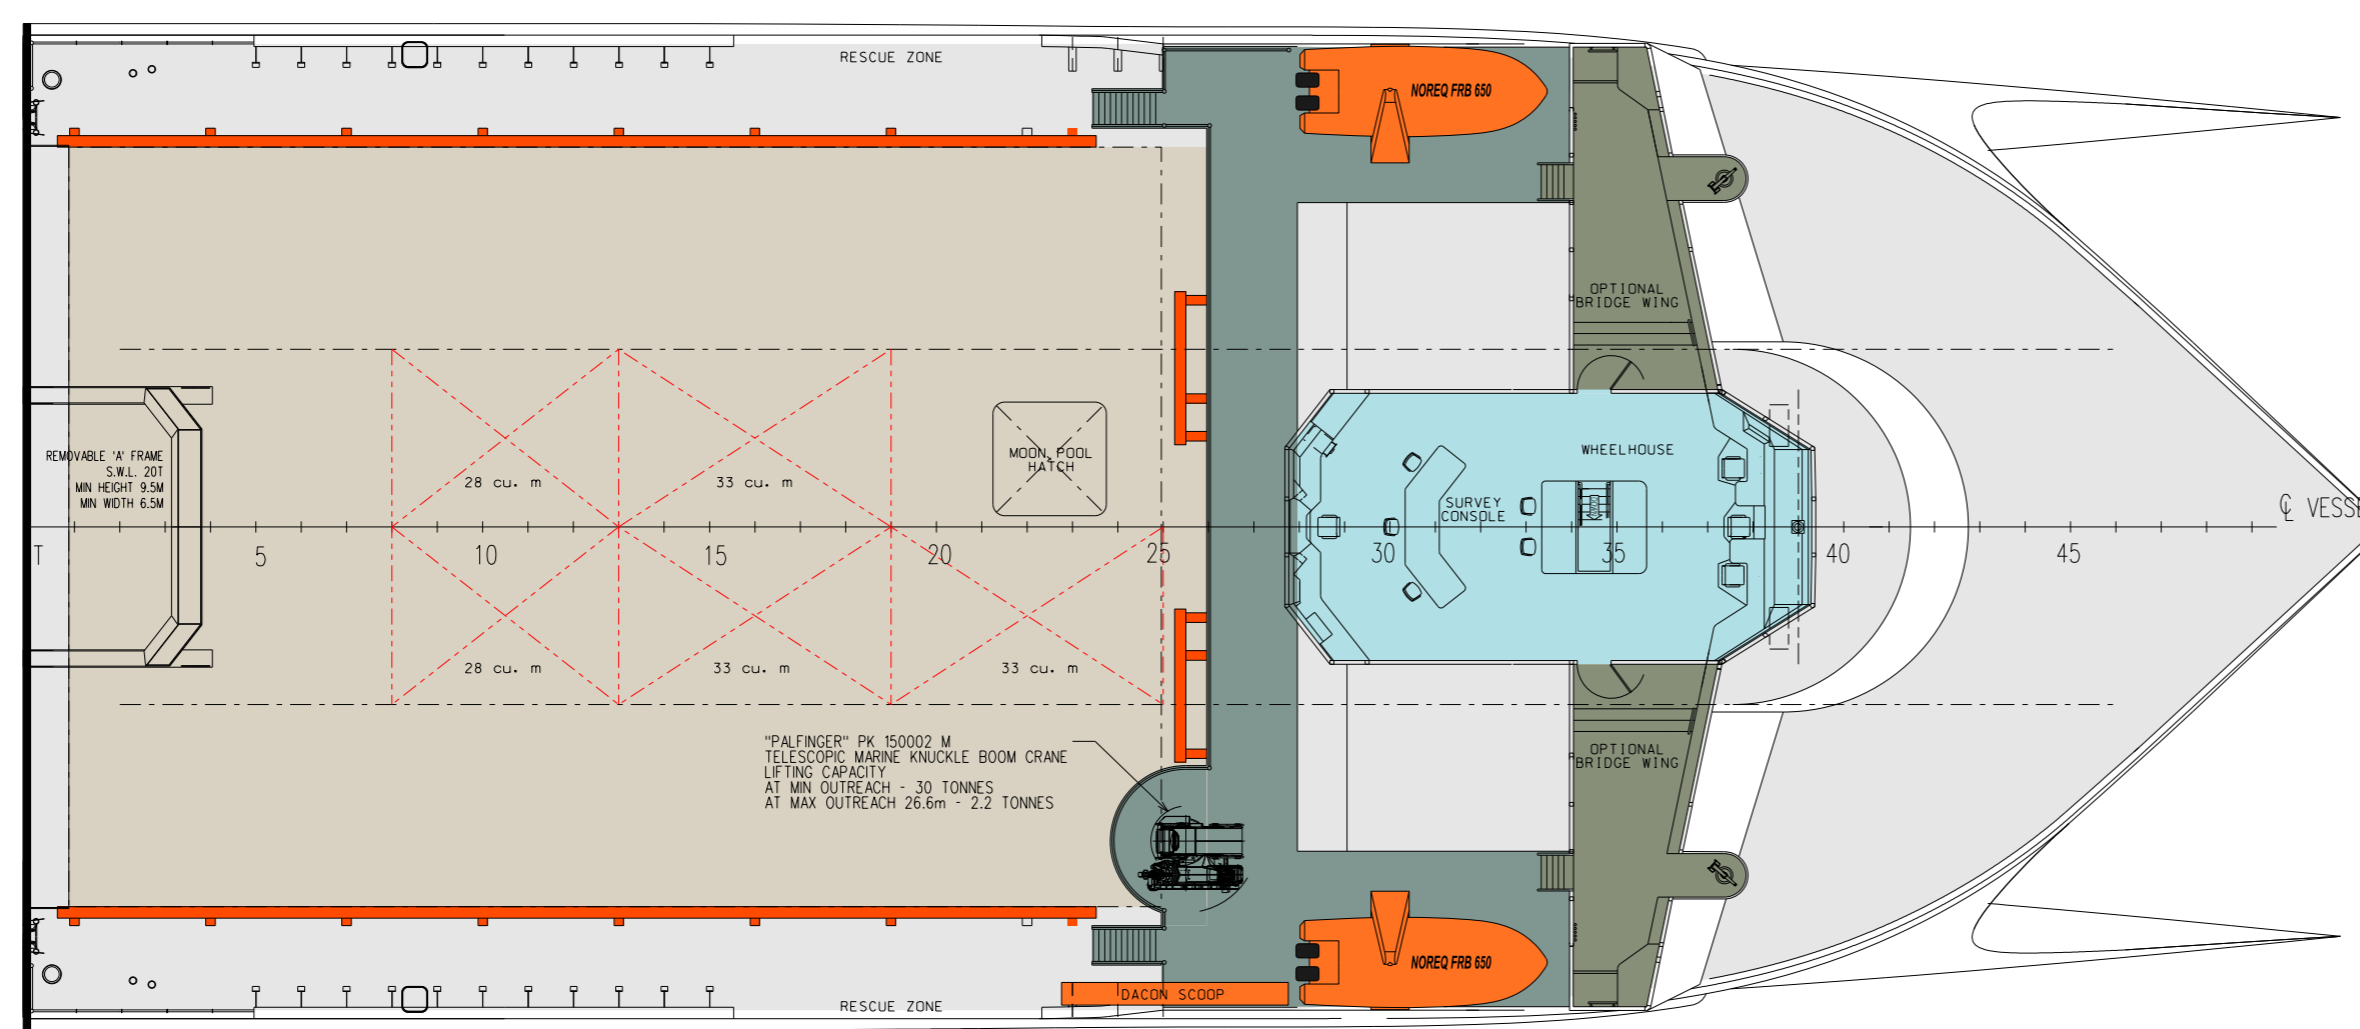 RESCUE ZONE
NOREQ FRB 650
OPTIONAL
BRIDGE WING
REMOVABLE 'A' FRAME
S.W.L. 20T
MIN HEIGHT 9.5M
MIN WIDTH 6.5M
MOON POOL
HATCH
28 cu. m
33 cu. m
WHEELHOUSE
SURVEY
CONSOLE
℄ VESSE
T 5 10 15 20 25 30 35 40 45
28 cu. m
33 cu. m
33 cu. m
"PALFINGER" PK 150002 M
TELESCOPIC MARINE KNUCKLE BOOM CRANE
LIFTING CAPACITY
AT MIN OUTREACH - 30 TONNES
AT MAX OUTREACH 26.6m - 2.2 TONNES
OPTIONAL
BRIDGE WING
NOREQ FRB 650
DACON SCOOP
RESCUE ZONE